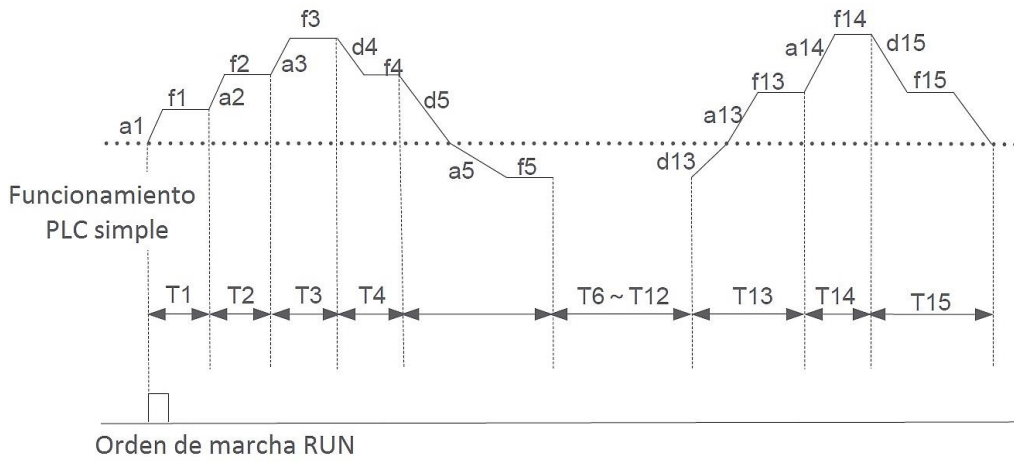 f14
f3
a14
d15
f2
a3
d4
f4
f13
f15
f1
a2
d5
a13
a1
a5
f5
d13
Funcionamiento
PLC simple
T1
T2
T3
T4
T6~T12
T13
T14
T15
Orden de marcha RUN